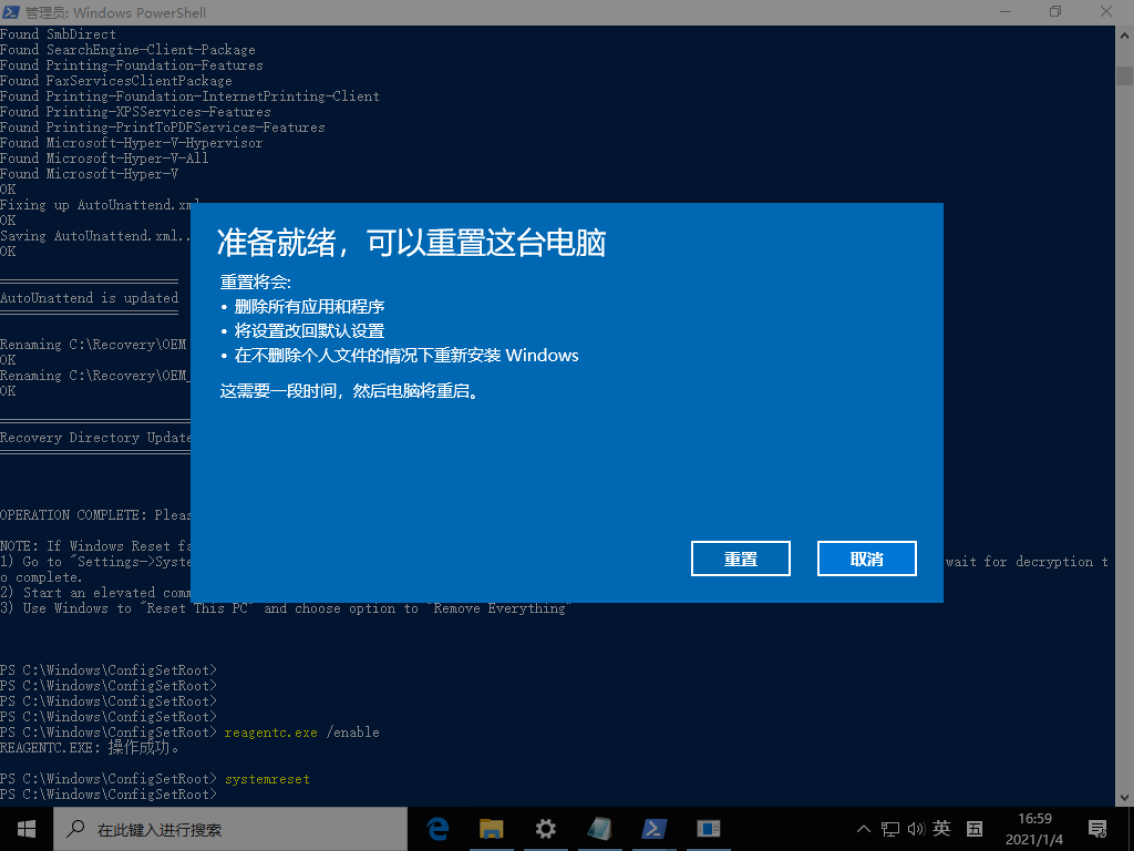 管理员: Windows PowerShell
Found SmbDirect
Found SearchEngine-Client-Package
Found Printing-Foundation-Features
Found FaxServicesClientPackage
Found Printing-Foundation-InternetPrinting-Client
Found Printing-XPSServices-Features
Found Printing-PrintToPDFServices-Features
Found Microsoft-Hyper-V-Hypervisor
Found Microsoft-Hyper-V-All
Found Microsoft-Hyper-V
OK
Fixing up AutoUnattend.xml
OK
Saving AutoUnattend.xml..
OK
AutoUnattend is updated
Renaming C:\Recovery\OEM
OK
Renaming C:\Recovery\OEM_
OK
Recovery Directory Update
OPERATION COMPLETE: Pleas
NOTE: If Windows Reset fa
1) Go to "Settings->Syste wait for decryption t
o complete.
2) Start an elevated comm
3) Use Windows to "Reset This PC" and choose option to "Remove Everything"
准备就绪，可以重置这台电脑
重置将会:
• 删除所有应用和程序
• 将设置改回默认设置
• 在不删除个人文件的情况下重新安装 Windows
这需要一段时间，然后电脑将重启。
重置 取消
PS C:\Windows\ConfigSetRoot>
PS C:\Windows\ConfigSetRoot>
PS C:\Windows\ConfigSetRoot>
PS C:\Windows\ConfigSetRoot>
PS C:\Windows\ConfigSetRoot> reagentc.exe /enable
REAGENTC.EXE: 操作成功。
PS C:\Windows\ConfigSetRoot> systemreset
PS C:\Windows\ConfigSetRoot>
在此键入进行搜索
英
五
16:59
2021/1/4